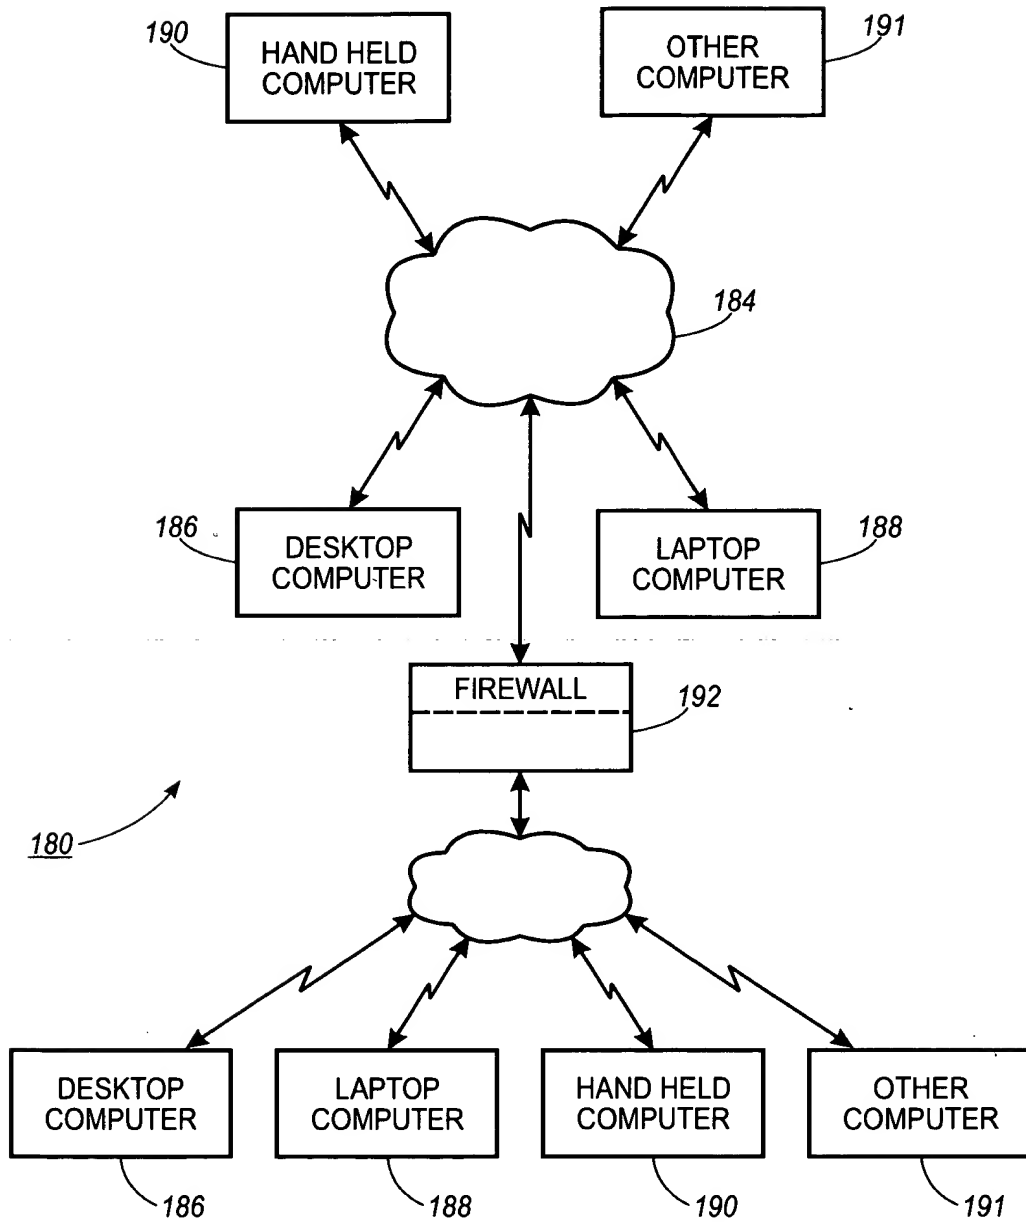 190
HAND HELD
COMPUTER
OTHER
COMPUTER
191
184
186
DESKTOP
COMPUTER
LAPTOP
COMPUTER
188
FIREWALL
192
180
DESKTOP
COMPUTER
LAPTOP
COMPUTER
HAND HELD
COMPUTER
OTHER
COMPUTER
186
188
190
191